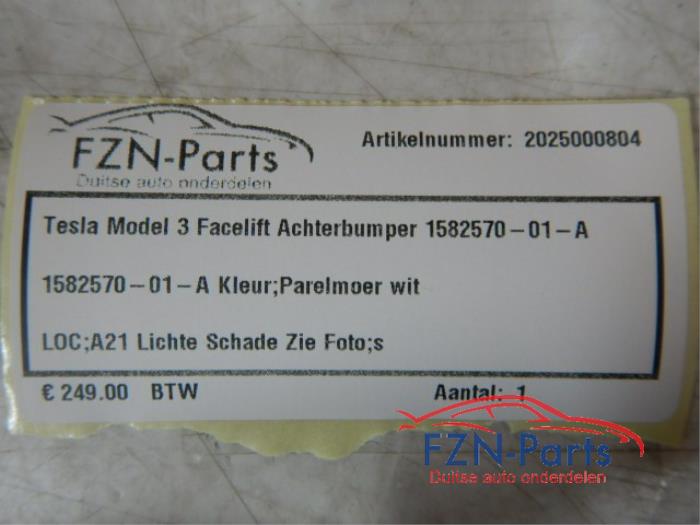 FZN-Parts
Duitse auto onderdelen
Artikelnummer: 2025000804
Tesla Model 3 Facelift Achterbumper 1582570-01-A
1582570-01-A Kleur;Parelmoer wit
LOC;A21 Lichte Schade Zie Foto;s
€ 249.00 BTW
Aantal: 1
FZN-Parts
Duitse auto onderdelen